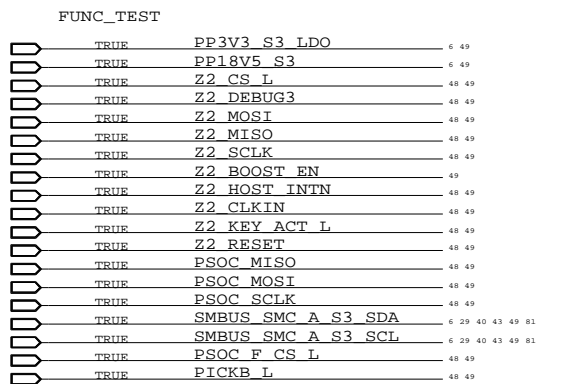 FUNC_TEST
TRUE PP3V3_S3_LDO 6 49
TRUE PP18V5_S3 6 49
TRUE Z2_CS_L 48 49
TRUE Z2_DEBUG3 48 49
TRUE Z2_MOSI 48 49
TRUE Z2_MISO 48 49
TRUE Z2_SCLK 48 49
TRUE Z2_BOOST_EN 49
TRUE Z2_HOST_INTN 48 49
TRUE Z2_CLKIN 48 49
TRUE Z2_KEY_ACT_L 48 49
TRUE Z2_RESET 48 49
TRUE PSOC_MISO 48 49
TRUE PSOC_MOSI 48 49
TRUE PSOC_SCLK 48 49
TRUE SMBUS_SMC_A_S3_SDA 6 29 40 43 49 81
TRUE SMBUS_SMC_A_S3_SCL 6 29 40 43 49 81
TRUE PSOC_F_CS_L 48 49
TRUE PICKB_L 48 49